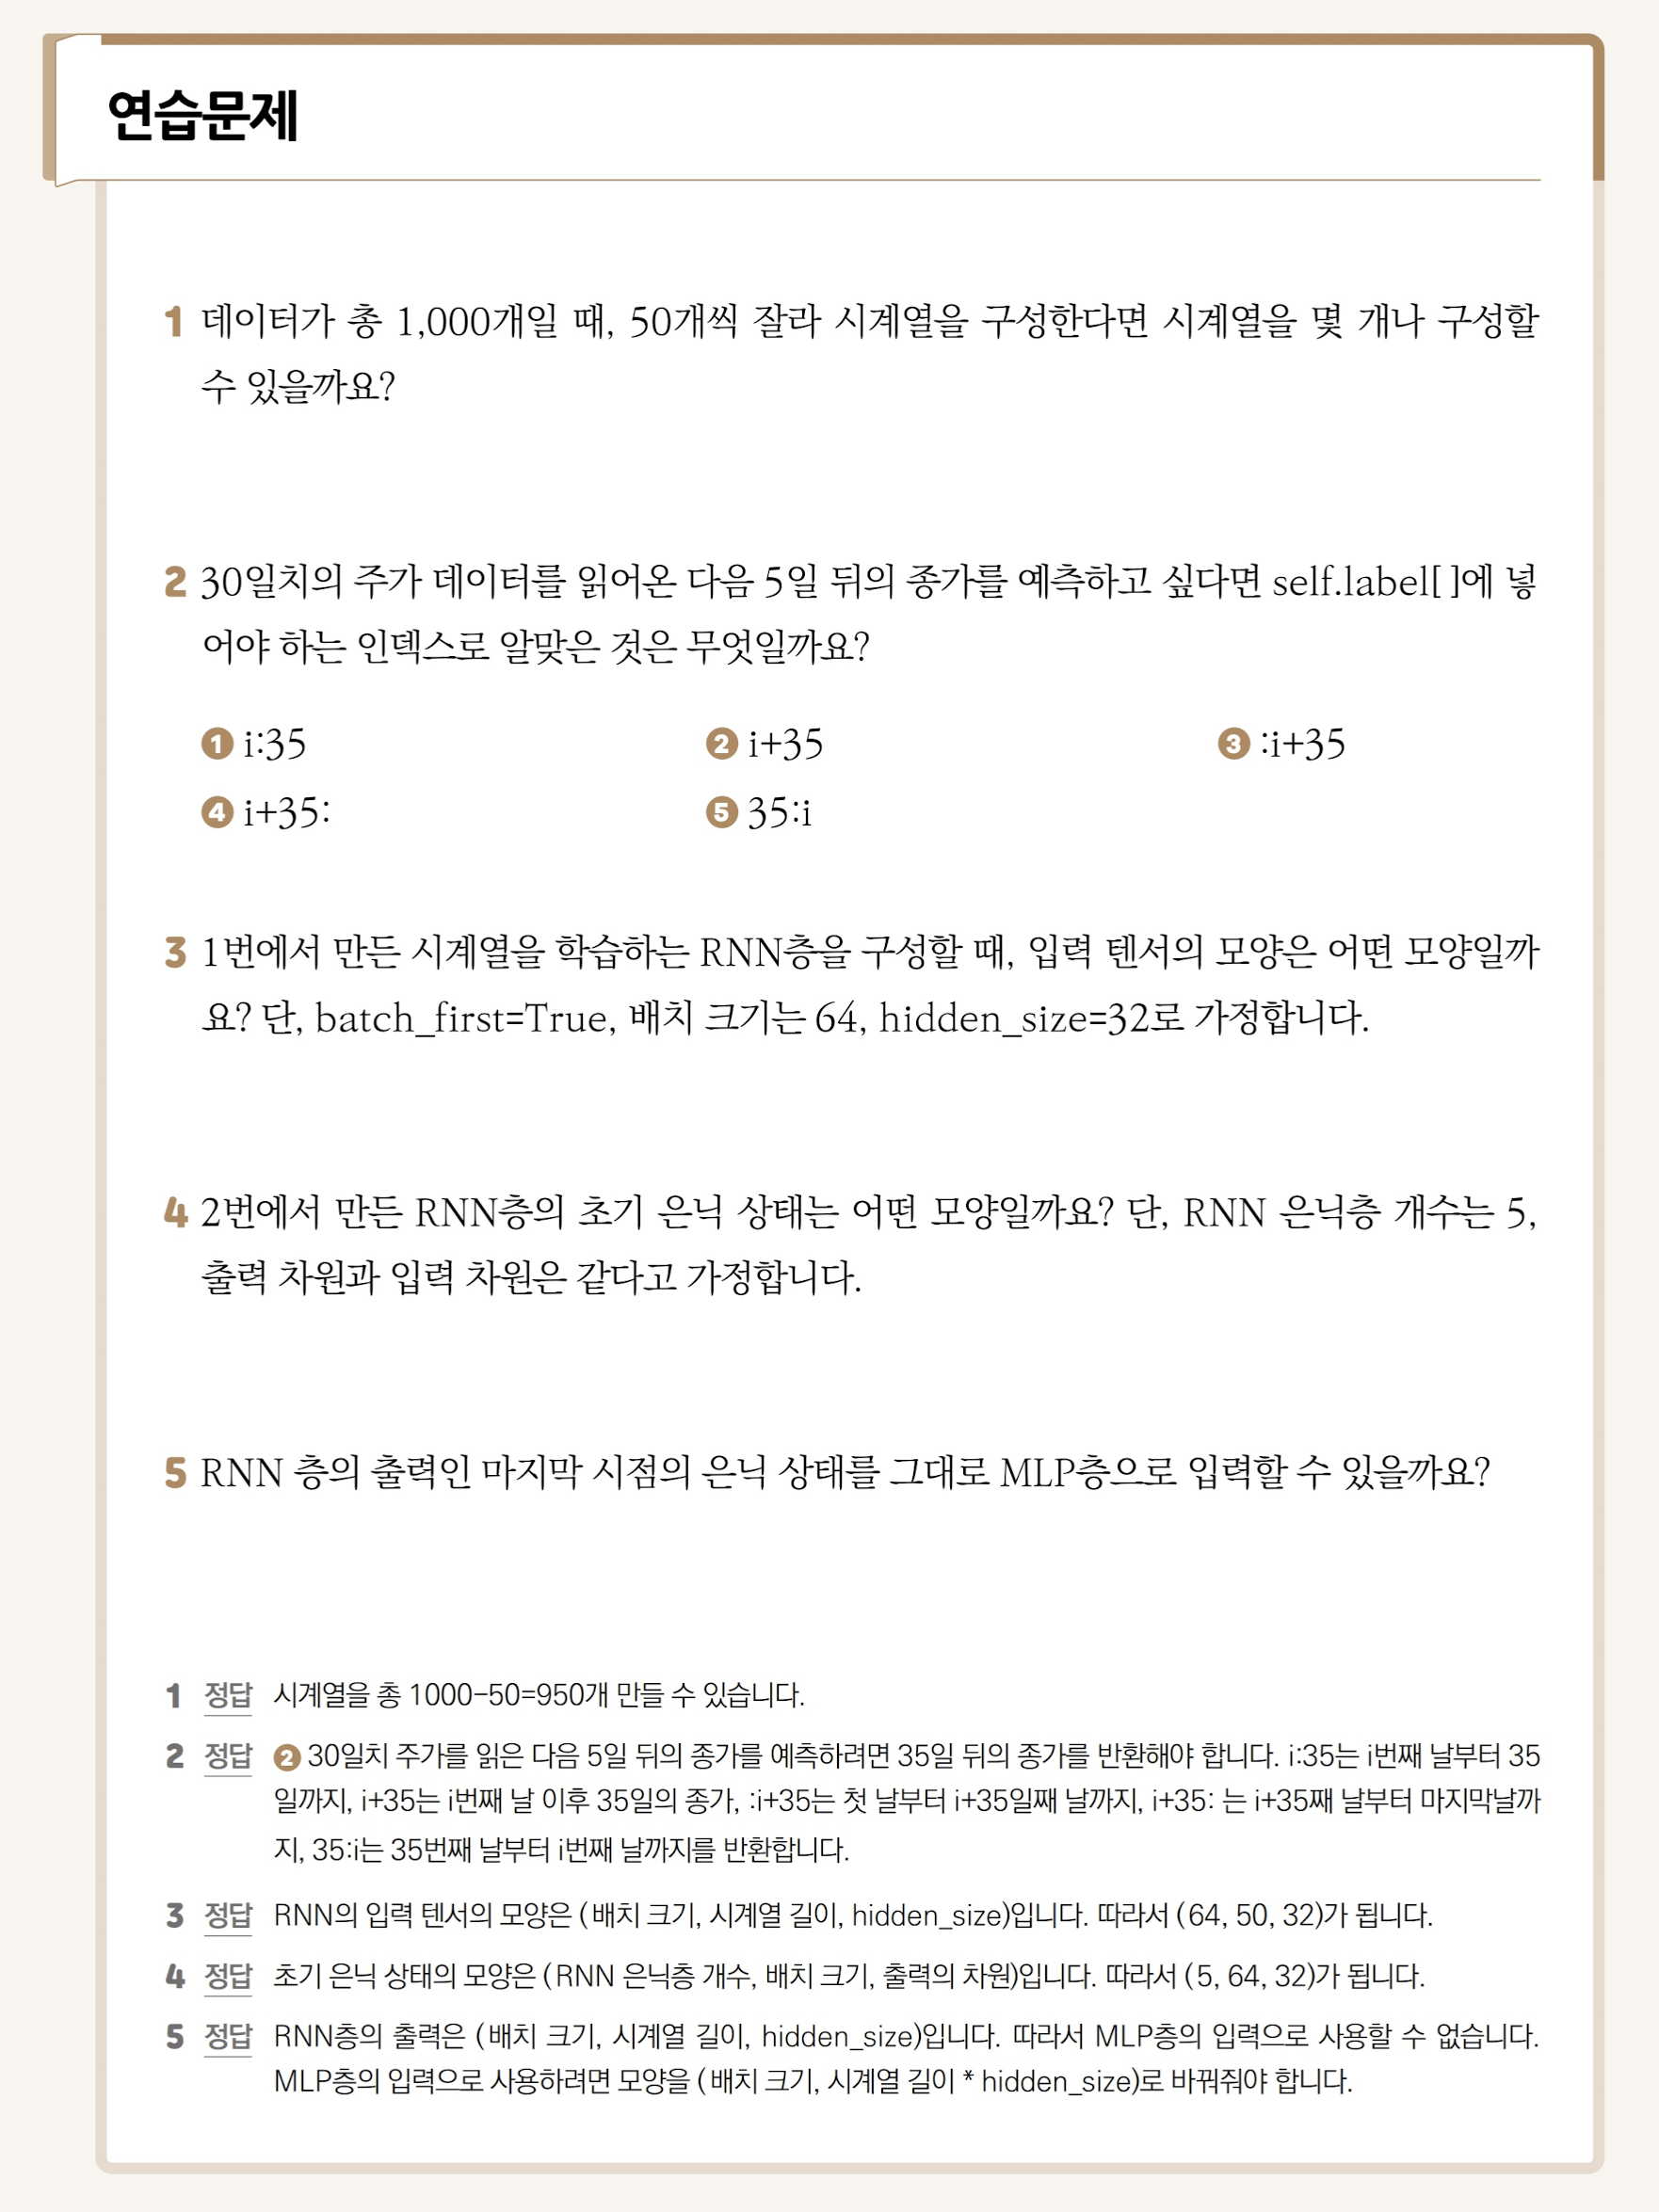 연습문제
1 데이터가 총 1,000개일 때, 50개씩 잘라 시계열을 구성한다면 시계열을 몇 개나 구성할
수 있을까요?
2 30일치의 주가 데이터를 읽어온 다음 5일 뒤의 종가를 예측하고 싶다면 self.label[ ]에 넣
어야 하는 인덱스로 알맞은 것은 무엇일까요?
❶ i:35 ❷ i+35 ❸ :i+35
❹ i+35: ❺ 35:i
3 1번에서 만든 시계열을 학습하는 RNN층을 구성할 때, 입력 텐서의 모양은 어떤 모양일까
요? 단, batch_first=True, 배치 크기는 64, hidden_size=32로 가정합니다.
4 2번에서 만든 RNN층의 초기 은닉 상태는 어떤 모양일까요? 단, RNN 은닉층 개수는 5,
출력 차원과 입력 차원은 같다고 가정합니다.
5 RNN 층의 출력인 마지막 시점의 은닉 상태를 그대로 MLP층으로 입력할 수 있을까요?
1 정답 시계열을 총 1000-50=950개 만들 수 있습니다.
2 정답 ❷ 30일치 주가를 읽은 다음 5일 뒤의 종가를 예측하려면 35일 뒤의 종가를 반환해야 합니다. i:35는 i번째 날부터 35
일까지, i+35는 i번째 날 이후 35일의 종가, :i+35는 첫 날부터 i+35일째 날까지, i+35: 는 i+35째 날부터 마지막날까
지, 35:i는 35번째 날부터 i번째 날까지를 반환합니다.
3 정답 RNN의 입력 텐서의 모양은 (배치 크기, 시계열 길이, hidden_size)입니다. 따라서 (64, 50, 32)가 됩니다.
4 정답 초기 은닉 상태의 모양은 (RNN 은닉층 개수, 배치 크기, 출력의 차원)입니다. 따라서 (5, 64, 32)가 됩니다.
5 정답 RNN층의 출력은 (배치 크기, 시계열 길이, hidden_size)입니다. 따라서 MLP층의 입력으로 사용할 수 없습니다.
MLP층의 입력으로 사용하려면 모양을 (배치 크기, 시계열 길이 * hidden_size)로 바꿔줘야 합니다.